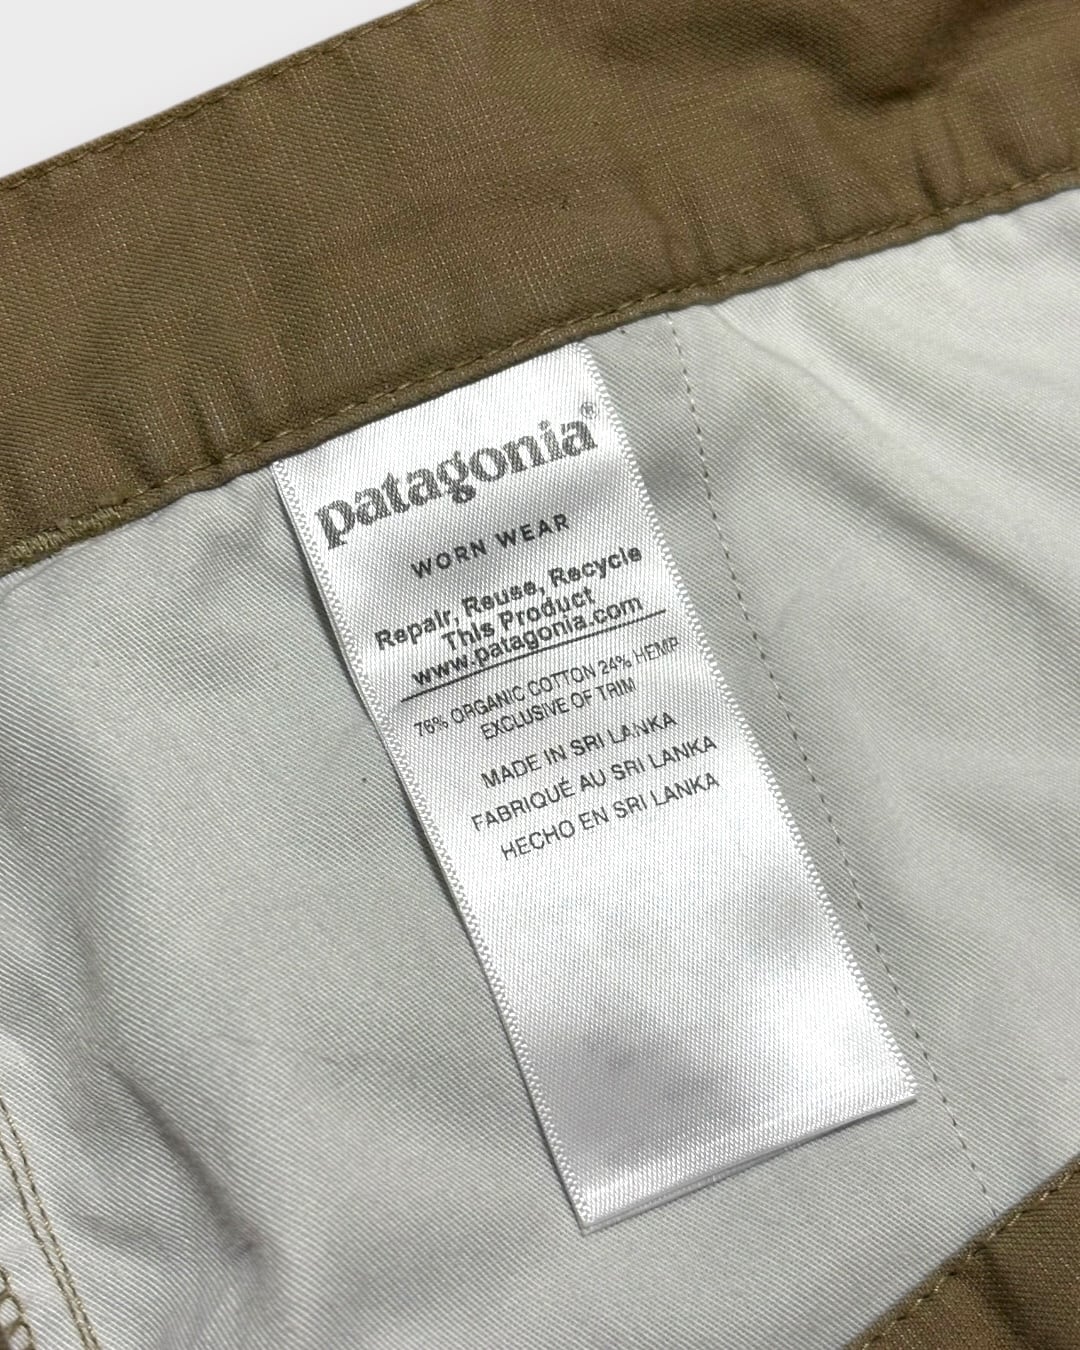 patagonia®
WORN WEAR
Repair, Reuse, Recycle
This Product
www.patagonia.com
76% ORGANIC COTTON 24% HEMP
EXCLUSIVE OF TRIM
MADE IN SRI LANKA
FABRIQUÉ AU SRI LANKA
HECHO EN SRI LANKA